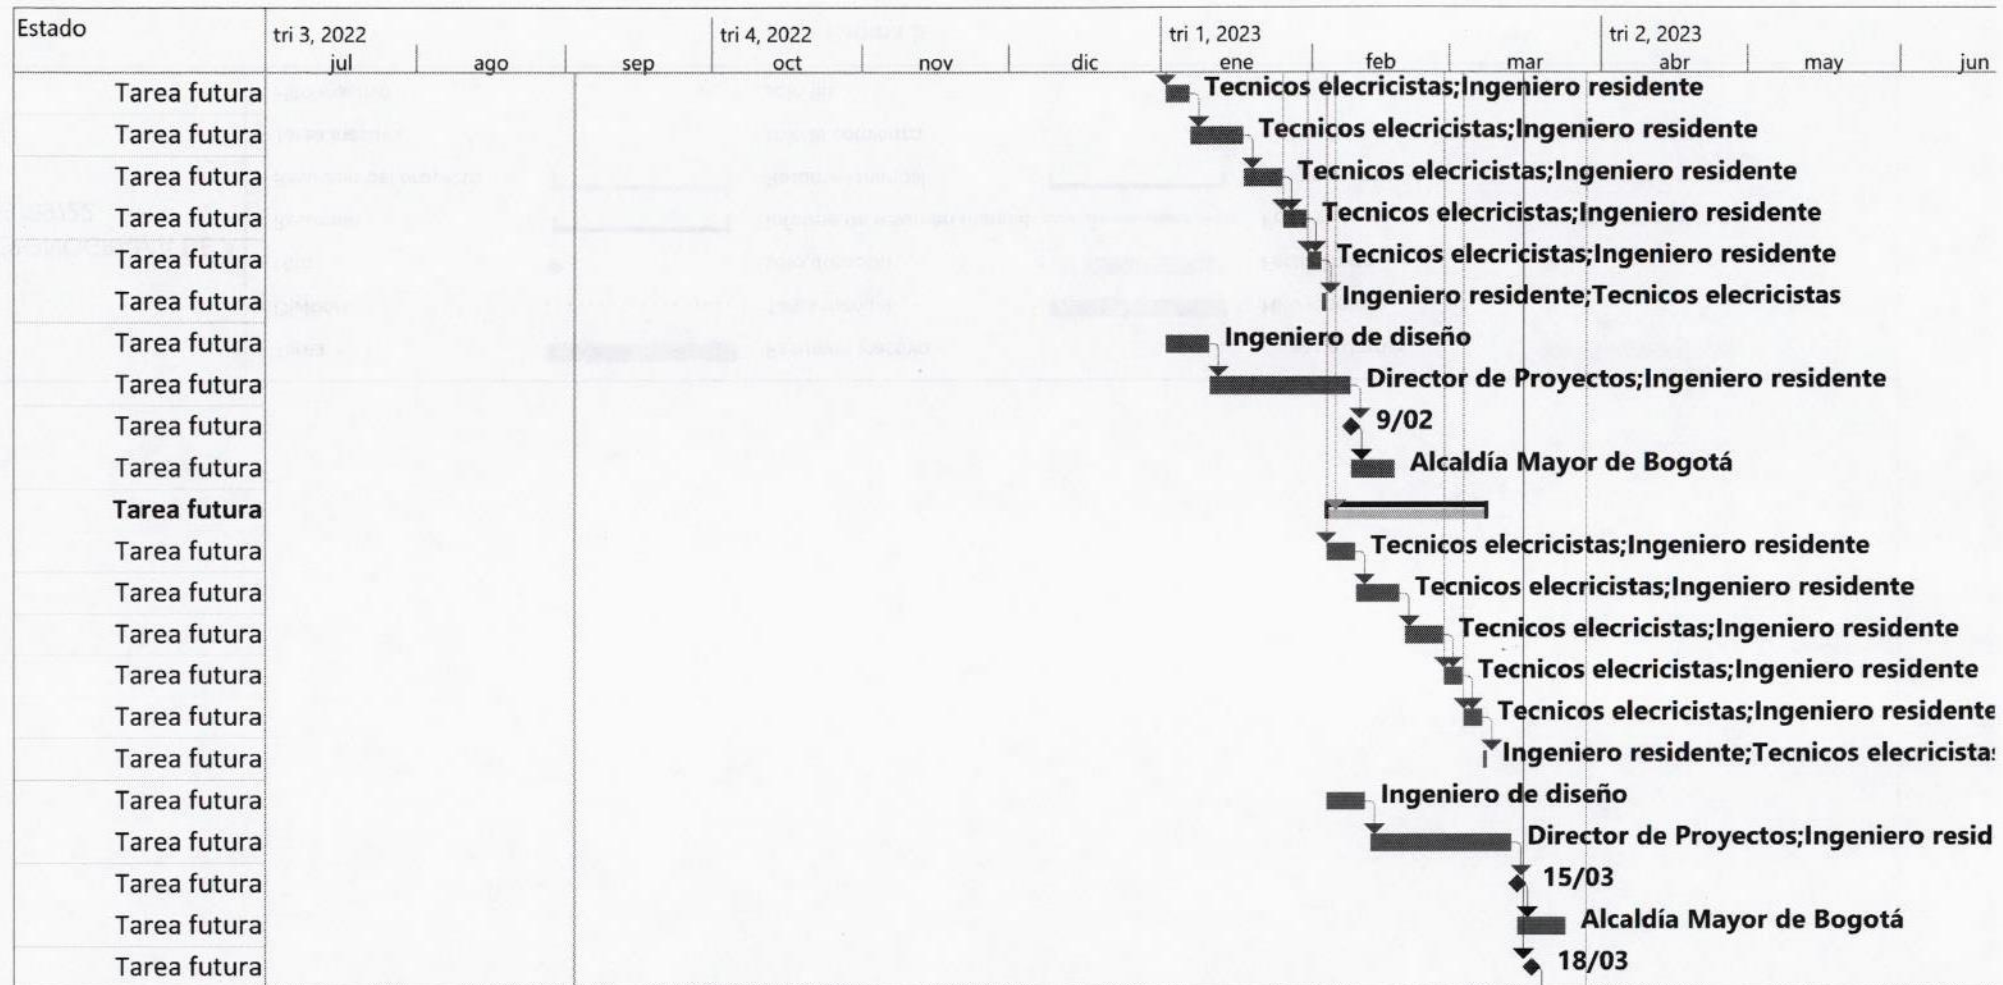 Estado
tri 3, 2022 tri 4, 2022 tri 1, 2023 tri 2, 2023
jul ago sep oct nov dic ene feb mar abr may jun
Tarea futura Tecnicos elecricistas;Ingeniero residente
Tarea futura Tecnicos elecricistas;Ingeniero residente
Tarea futura Tecnicos elecricistas;Ingeniero residente
Tarea futura Tecnicos elecricistas;Ingeniero residente
Tarea futura Tecnicos elecricistas;Ingeniero residente
Tarea futura Ingeniero residente;Tecnicos elecricistas
Tarea futura Ingeniero de diseño
Tarea futura Director de Proyectos;Ingeniero residente
Tarea futura 9/02
Tarea futura Alcaldía Mayor de Bogotá
Tarea futura
Tarea futura Tecnicos elecricistas;Ingeniero residente
Tarea futura Tecnicos elecricistas;Ingeniero residente
Tarea futura Tecnicos elecricistas;Ingeniero residente
Tarea futura Tecnicos elecricistas;Ingeniero residente
Tarea futura Tecnicos elecricistas;Ingeniero residente
Tarea futura Ingeniero residente;Tecnicos elecricistas
Tarea futura Ingeniero de diseño
Tarea futura Director de Proyectos;Ingeniero resid
Tarea futura 15/03
Tarea futura Alcaldía Mayor de Bogotá
Tarea futura 18/03